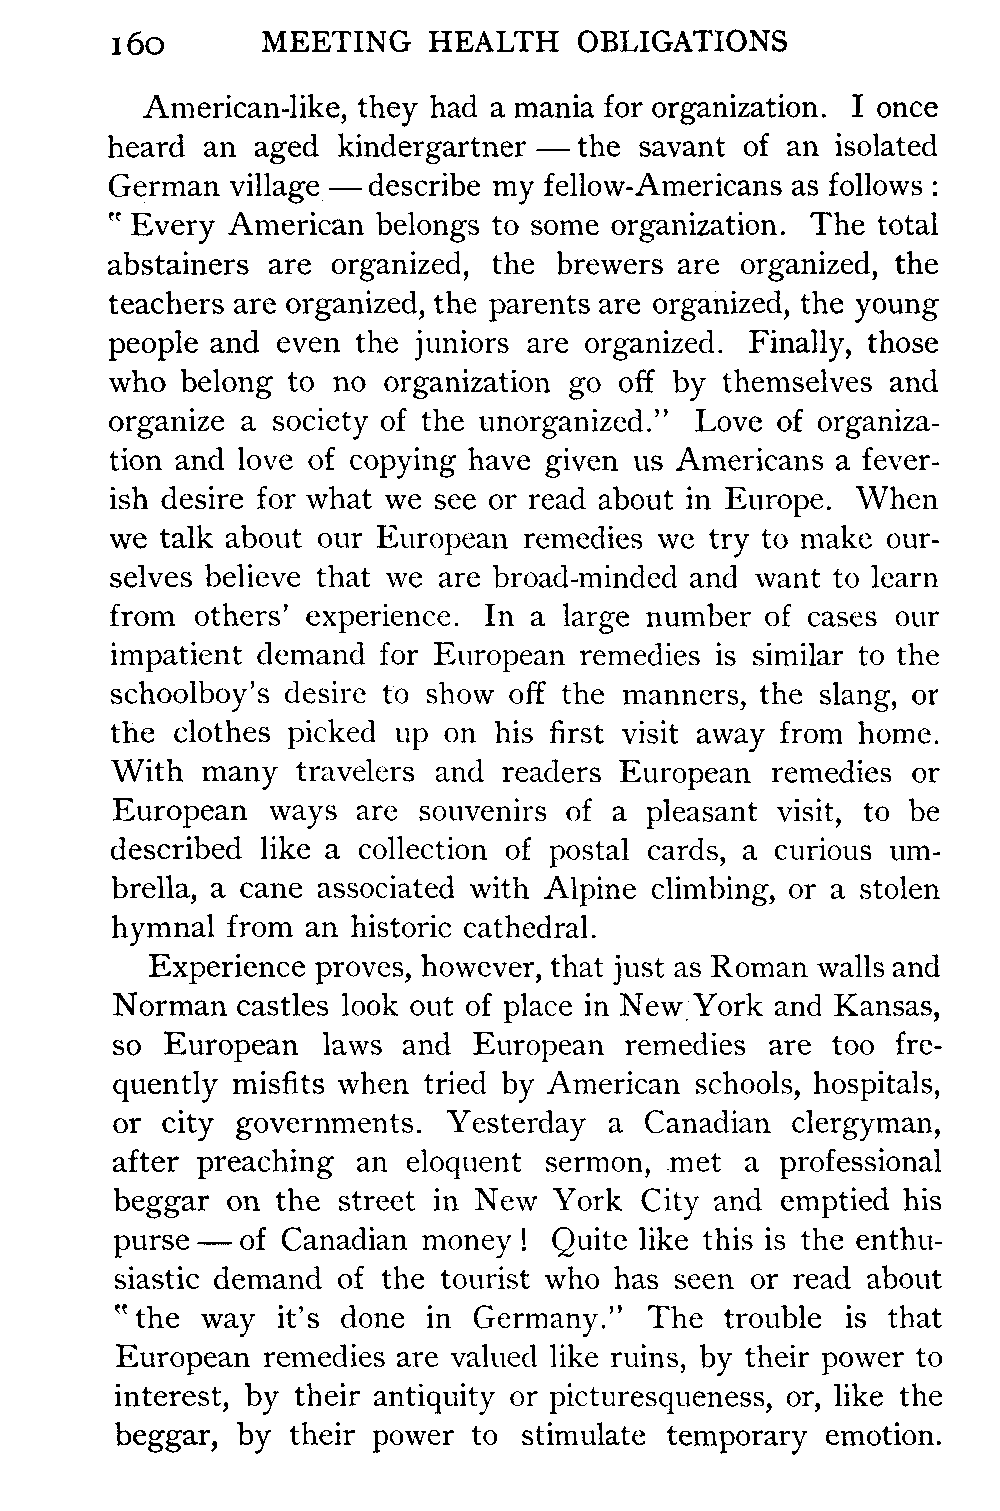 160 MEETING HEALTH OBLIGATIONS
American-like, they had a mania for organization. I once
heard an aged kindergartner — the savant of an isolated
German village — describe my fellow-Americans as follows :
" Every American belongs to some organization. The total
abstainers are organized, the brewers are organized, the
teachers are organized, the parents are organized, the young
people and even the juniors are organized. Finally, those
who belong to no organization go off by themselves and
organize a society of the unorganized." Love of organiza-
tion and love of copying have given us Americans a fever-
ish desire for what we see or read about in Europe. When
we talk about our European remedies we try to make our-
selves believe that we are broad-minded and want to learn
from others' experience. In a large number of cases our
impatient demand for European remedies is similar to the
schoolboy's desire to show off the manners, the slang, or
the clothes picked up on his first visit away from home.
With many travelers and readers European remedies or
European ways are souvenirs of a pleasant visit, to be
described like a collection of postal cards, a curious um-
brella, a cane associated with Alpine climbing, or a stolen
hymnal from an historic cathedral.
Experience proves, however, that just as Roman walls and
Norman castles look out of place in New York and Kansas,
so European laws and European remedies are too fre-
quently misfits when tried by American schools, hospitals,
or city governments. Yesterday a Canadian clergyman,
after preaching an eloquent sermon, met a professional
beggar on the street in New York City and emptied his
purse — of Canadian money ! Quite like this is the enthu-
siastic demand of the tourist who has seen or read about
" the way it's done in Germany." The trouble is that
European remedies are valued like ruins, by their power to
interest, by their antiquity or picturesqueness, or, like the
beggar, by their power to stimulate temporary emotion.